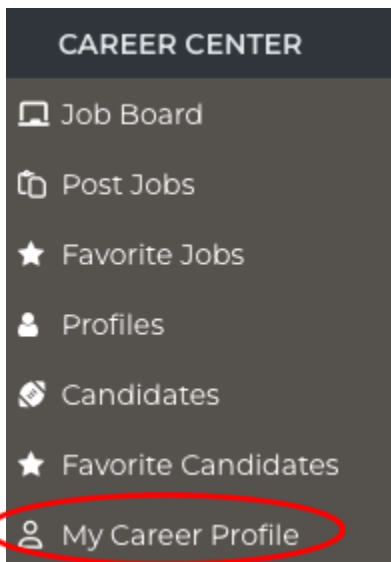 CAREER CENTER
Job Board
Post Jobs
Favorite Jobs
Profiles
Candidates
Favorite Candidates
My Career Profile